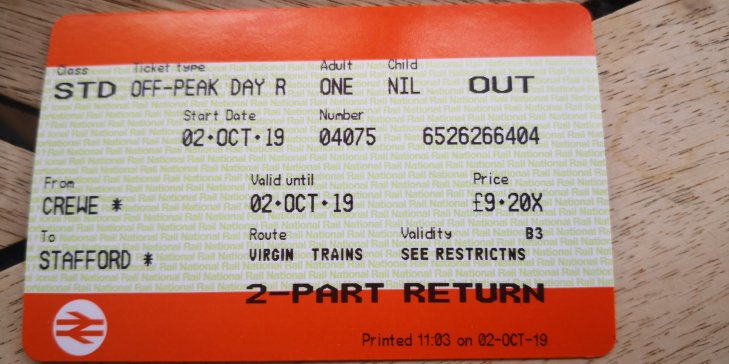 Class Ticket type Adult Child
STD OFF-PEAK DAY R ONE NIL OUT
Start Date Number
02·OCT·19 04075 6526266404
From Valid until Price
CREWE * 02·OCT·19 £9·20X
To Route Validity B3
STAFFORD * VIRGIN TRAINS SEE RESTRICTNS
2-PART RETURN
Printed 11:03 on 02-OCT-19